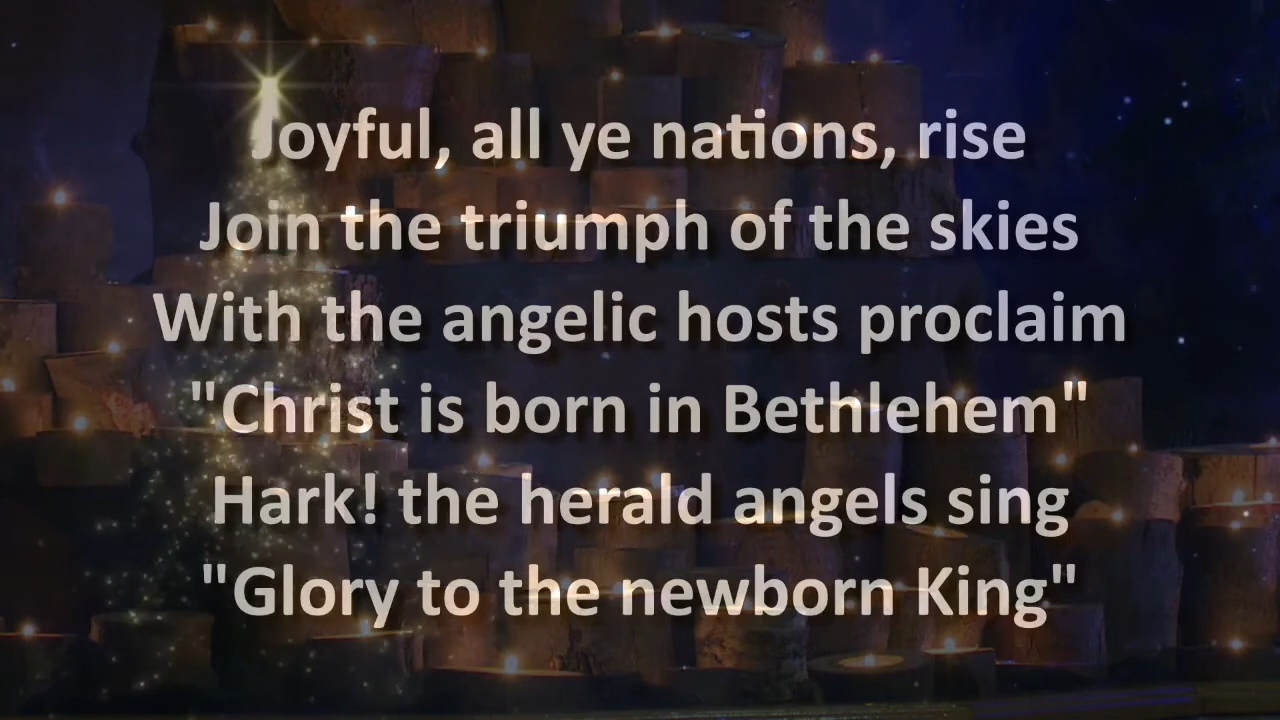 Joyful, all ye nations, rise
Join the triumph of the skies
With the angelic hosts proclaim
"Christ is born in Bethlehem"
Hark! the herald angels sing
"Glory to the newborn King"